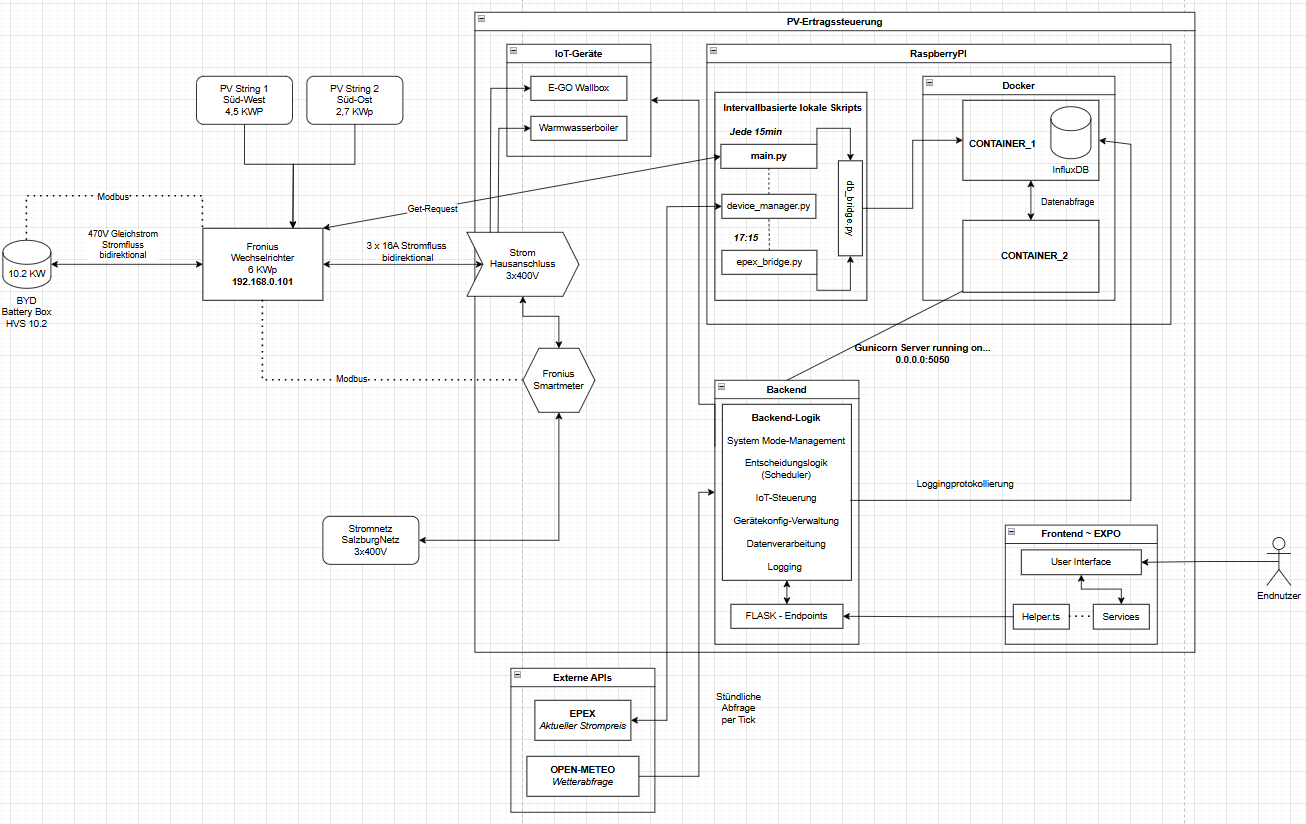 PV-Ertragssteuerung
IoT-Geräte
E-GO Wallbox
Warmwasserboiler
RaspberryPI
Intervallbasierte lokale Skripts
Jede 15min
main.py
device_manager.py
17:15
epex_bridge.py
db_bridge.py
Docker
CONTAINER_1
InfluxDB
Datenabfrage
CONTAINER_2
PV String 1
Süd-West
4,5 KWP
PV String 2
Süd-Ost
2,7 KWp
Modbus
470V Gleichstrom
Stromfluss
bidirektional
10.2 KW
BYD
Battery Box
HVS 10.2
Fronius
Wechselrichter
6 KWp
192.168.0.101
Get-Request
3 x 16A Stromfluss
bidirektional
Strom
Hausanschluss
3x400V
Modbus
Fronius
Smartmeter
Stromnetz
SalzburgNetz
3x400V
Gunicorn Server running on...
0.0.0.0:5050
Backend
Backend-Logik
System Mode-Management
Entscheidungslogik
(Scheduler)
IoT-Steuerung
Gerätekonfig-Verwaltung
Datenverarbeitung
Logging
FLASK - Endpoints
Loggingprotokollierung
Frontend ~ EXPO
User Interface
Helper.ts
Services
Endnutzer
Externe APIs
EPEX
Aktueller Strompreis
OPEN-METEO
Wetterabfrage
Stündliche
Abfrage
per Tick